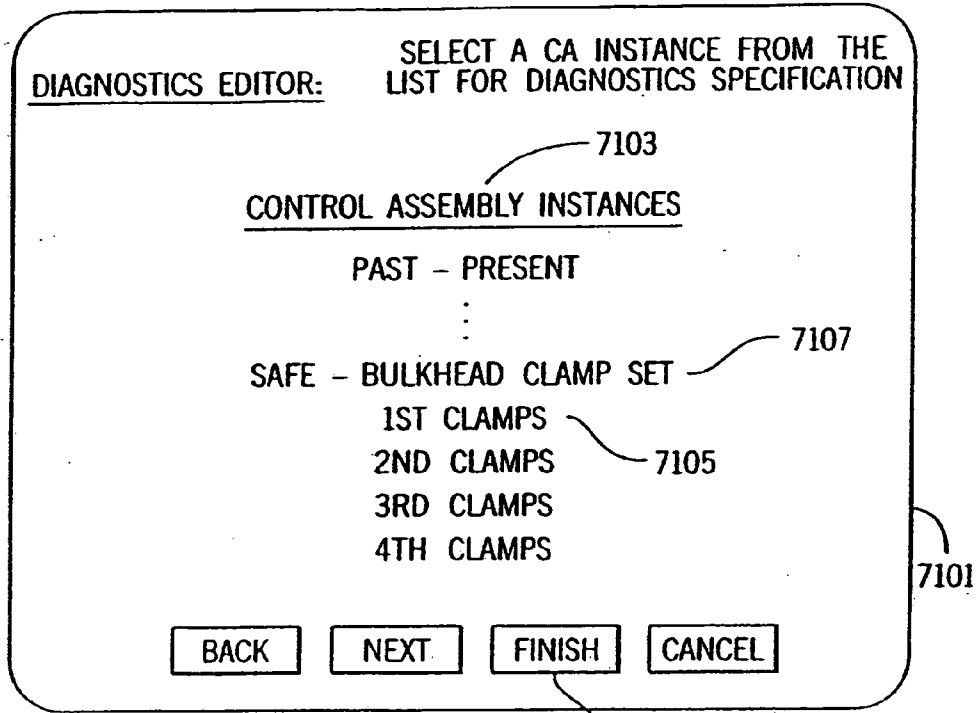 SELECT A CA INSTANCE FROM THE
DIAGNOSTICS EDITOR: LIST FOR DIAGNOSTICS SPECIFICATION
7103
CONTROL ASSEMBLY INSTANCES
PAST – PRESENT
SAFE – BULKHEAD CLAMP SET
7107
1ST CLAMPS
2ND CLAMPS
7105
3RD CLAMPS
4TH CLAMPS
7101
BACK NEXT FINISH CANCEL